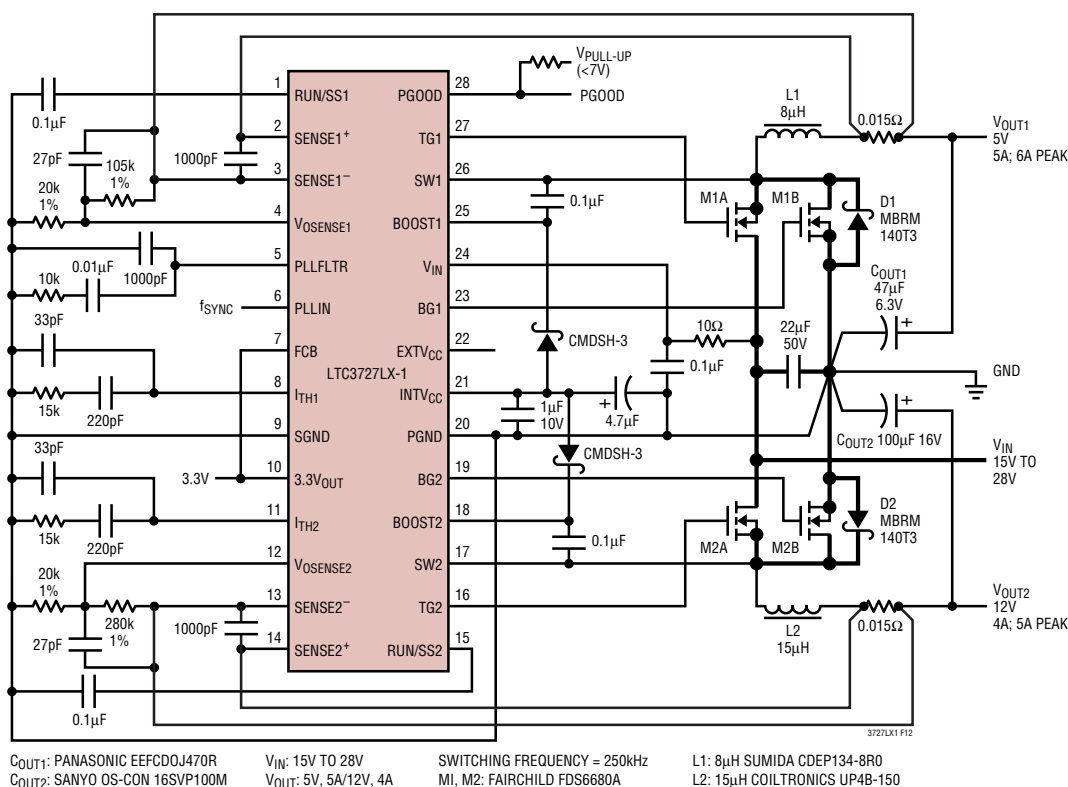 VPULL-UP
(<7V)
PGOOD
0.1µF
27pF
105k
1%
20k
1%
1000pF
0.01µF
1000pF
10k
fSYNC
33pF
15k
220pF
33pF
3.3V
15k
220pF
20k
1%
280k
1%
27pF
1000pF
0.1µF
1 RUN/SS1
2 SENSE1+
3 SENSE1–
4 VOSENSE1
5 PLLFLTR
6 PLLIN
7 FCB
LTC3727LX-1
8 ITH1
9 SGND
10 3.3VOUT
11 ITH2
12 VOSENSE2
13 SENSE2–
14 SENSE2+
PGOOD 28
TG1 27
SW1 26
BOOST1 25
VIN 24
BG1 23
EXTVCC 22
INTVCC 21
PGND 20
BG2 19
BOOST2 18
SW2 17
TG2 16
RUN/SS2 15
0.1µF
CMDSH-3
10Ω
0.1µF
1µF
10V
4.7µF
CMDSH-3
0.1µF
L1
8µH
0.015Ω
VOUT1
5V
5A; 6A PEAK
M1A
M1B
D1
MBRM
140T3
COUT1
47µF
6.3V
22µF
50V
GND
COUT2 100µF 16V
VIN
15V TO
28V
M2A
M2B
D2
MBRM
140T3
L2
15µH
0.015Ω
VOUT2
12V
4A; 5A PEAK
3727LX1 F12
COUT1: PANASONIC EEFCDOJ470R
COUT2: SANYO OS-CON 16SVP100M
VIN: 15V TO 28V
VOUT: 5V, 5A/12V, 4A
SWITCHING FREQUENCY = 250kHz
MI, M2: FAIRCHILD FDS6680A
L1: 8µH SUMIDA CDEP134-8R0
L2: 15µH COILTRONICS UP4B-150